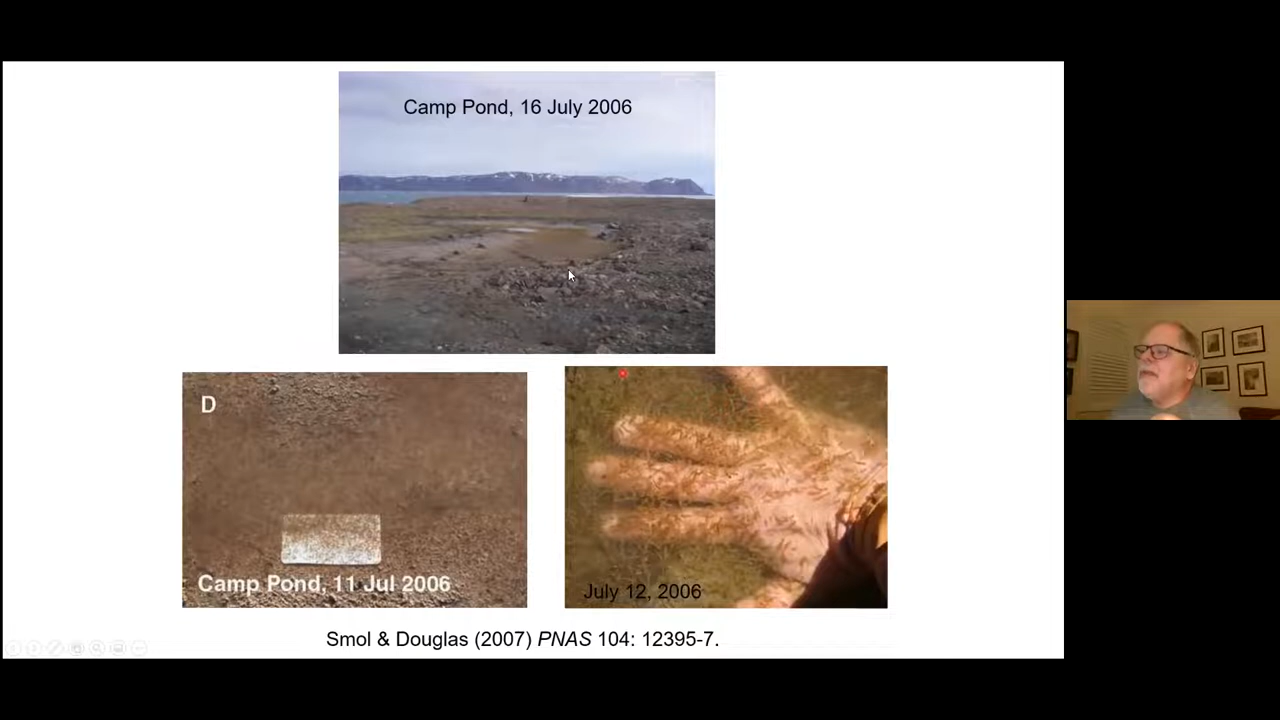 Camp Pond, 16 July 2006
D
Camp Pond, 11 Jul 2006
July 12, 2006
Smol & Douglas (2007) PNAS 104: 12395-7.